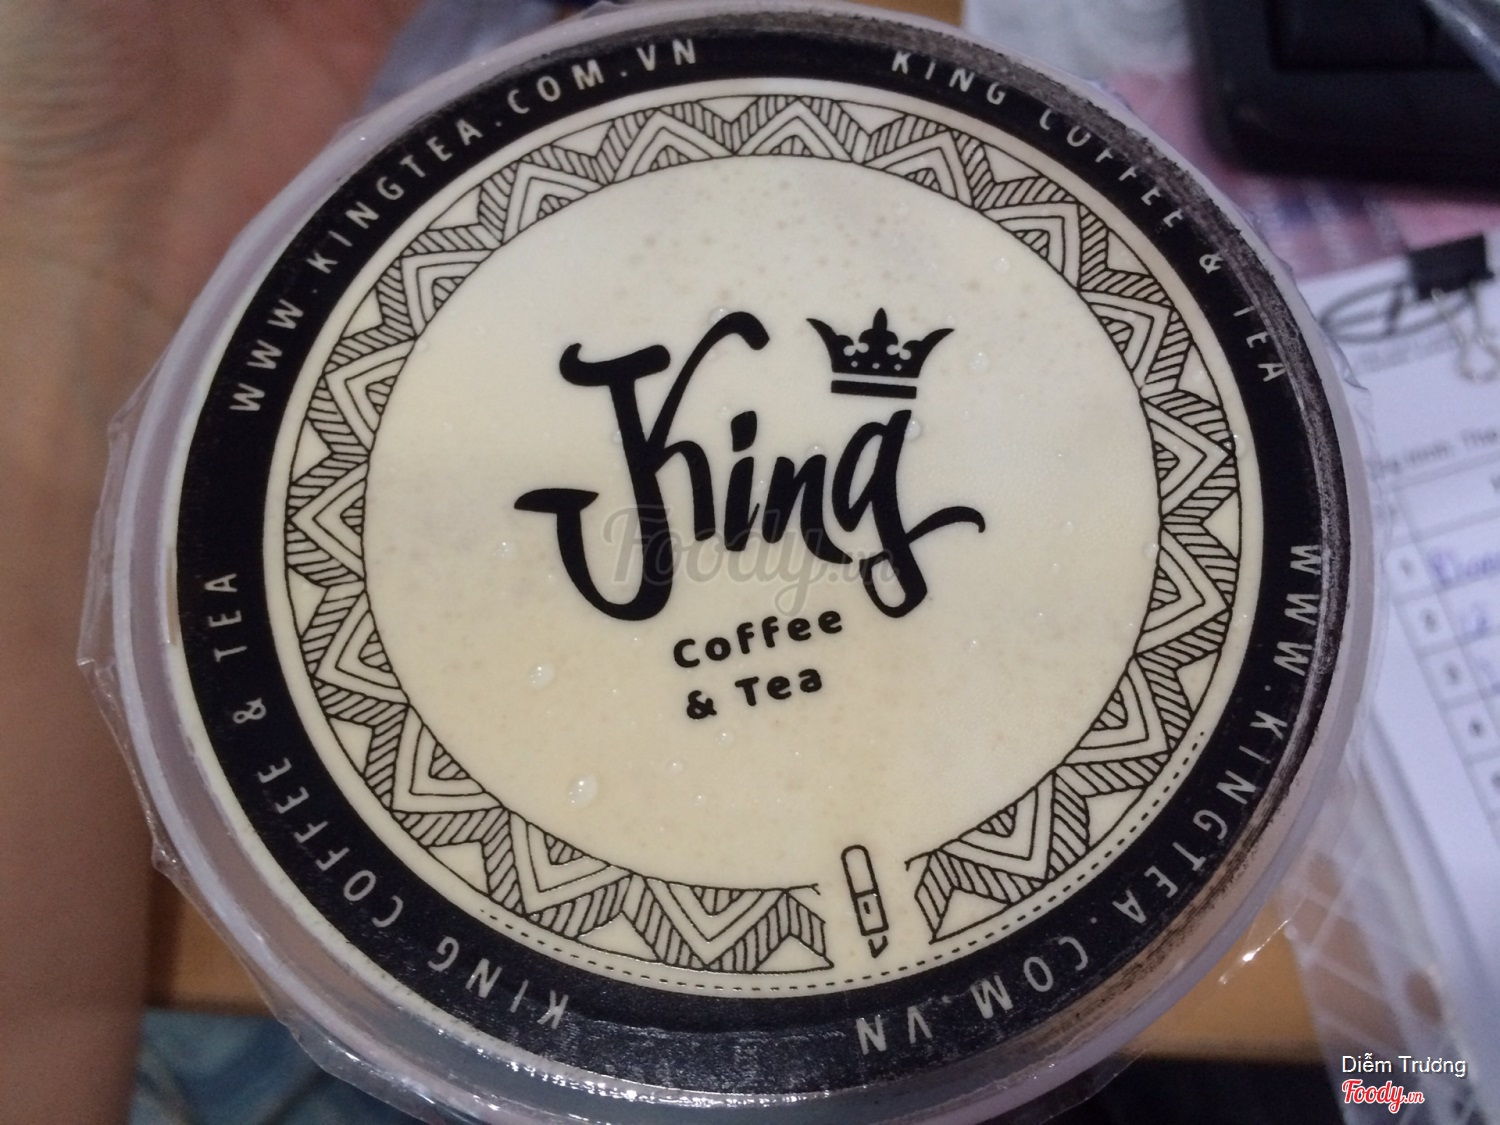 WWW.KINGTEA.COM.VN
KING COFFEE & TEA
WWW.KINGTEA.COM.VN
KING COFFEE & TEA
King
Coffee
& Tea
Foody.vn
Diễm Trương
Foody.vn